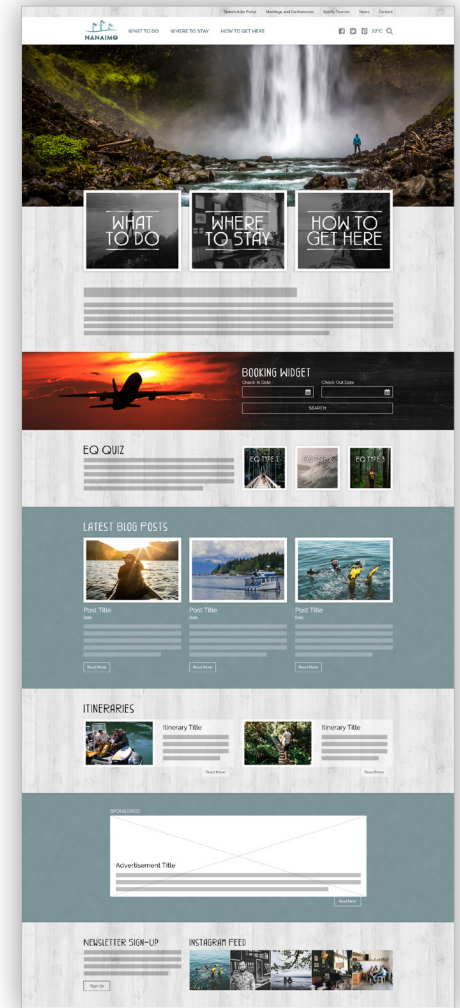 Stakeholder Portal Meetings and Conferences Sports Tourism News Contact
NANAIMO WHAT TO DO WHERE TO STAY HOW TO GET HERE 22°C
WHAT TO DO
WHERE TO STAY
HOW TO GET HERE
BOOKING WIDGET
Check In Date Check Out Date
SEARCH
EQ QUIZ
EQ TYPE 1 EQ TYPE 2 EQ TYPE 3
LATEST BLOG POSTS
Post Title Post Title Post Title
Date Date Date
Read More Read More Read More
ITINERARIES
Itinerary Title Itinerary Title
Read More Read More
SPONSORED
Advertisement Title
Read More
NEWSLETTER SIGN-UP INSTAGRAM FEED
Sign Up